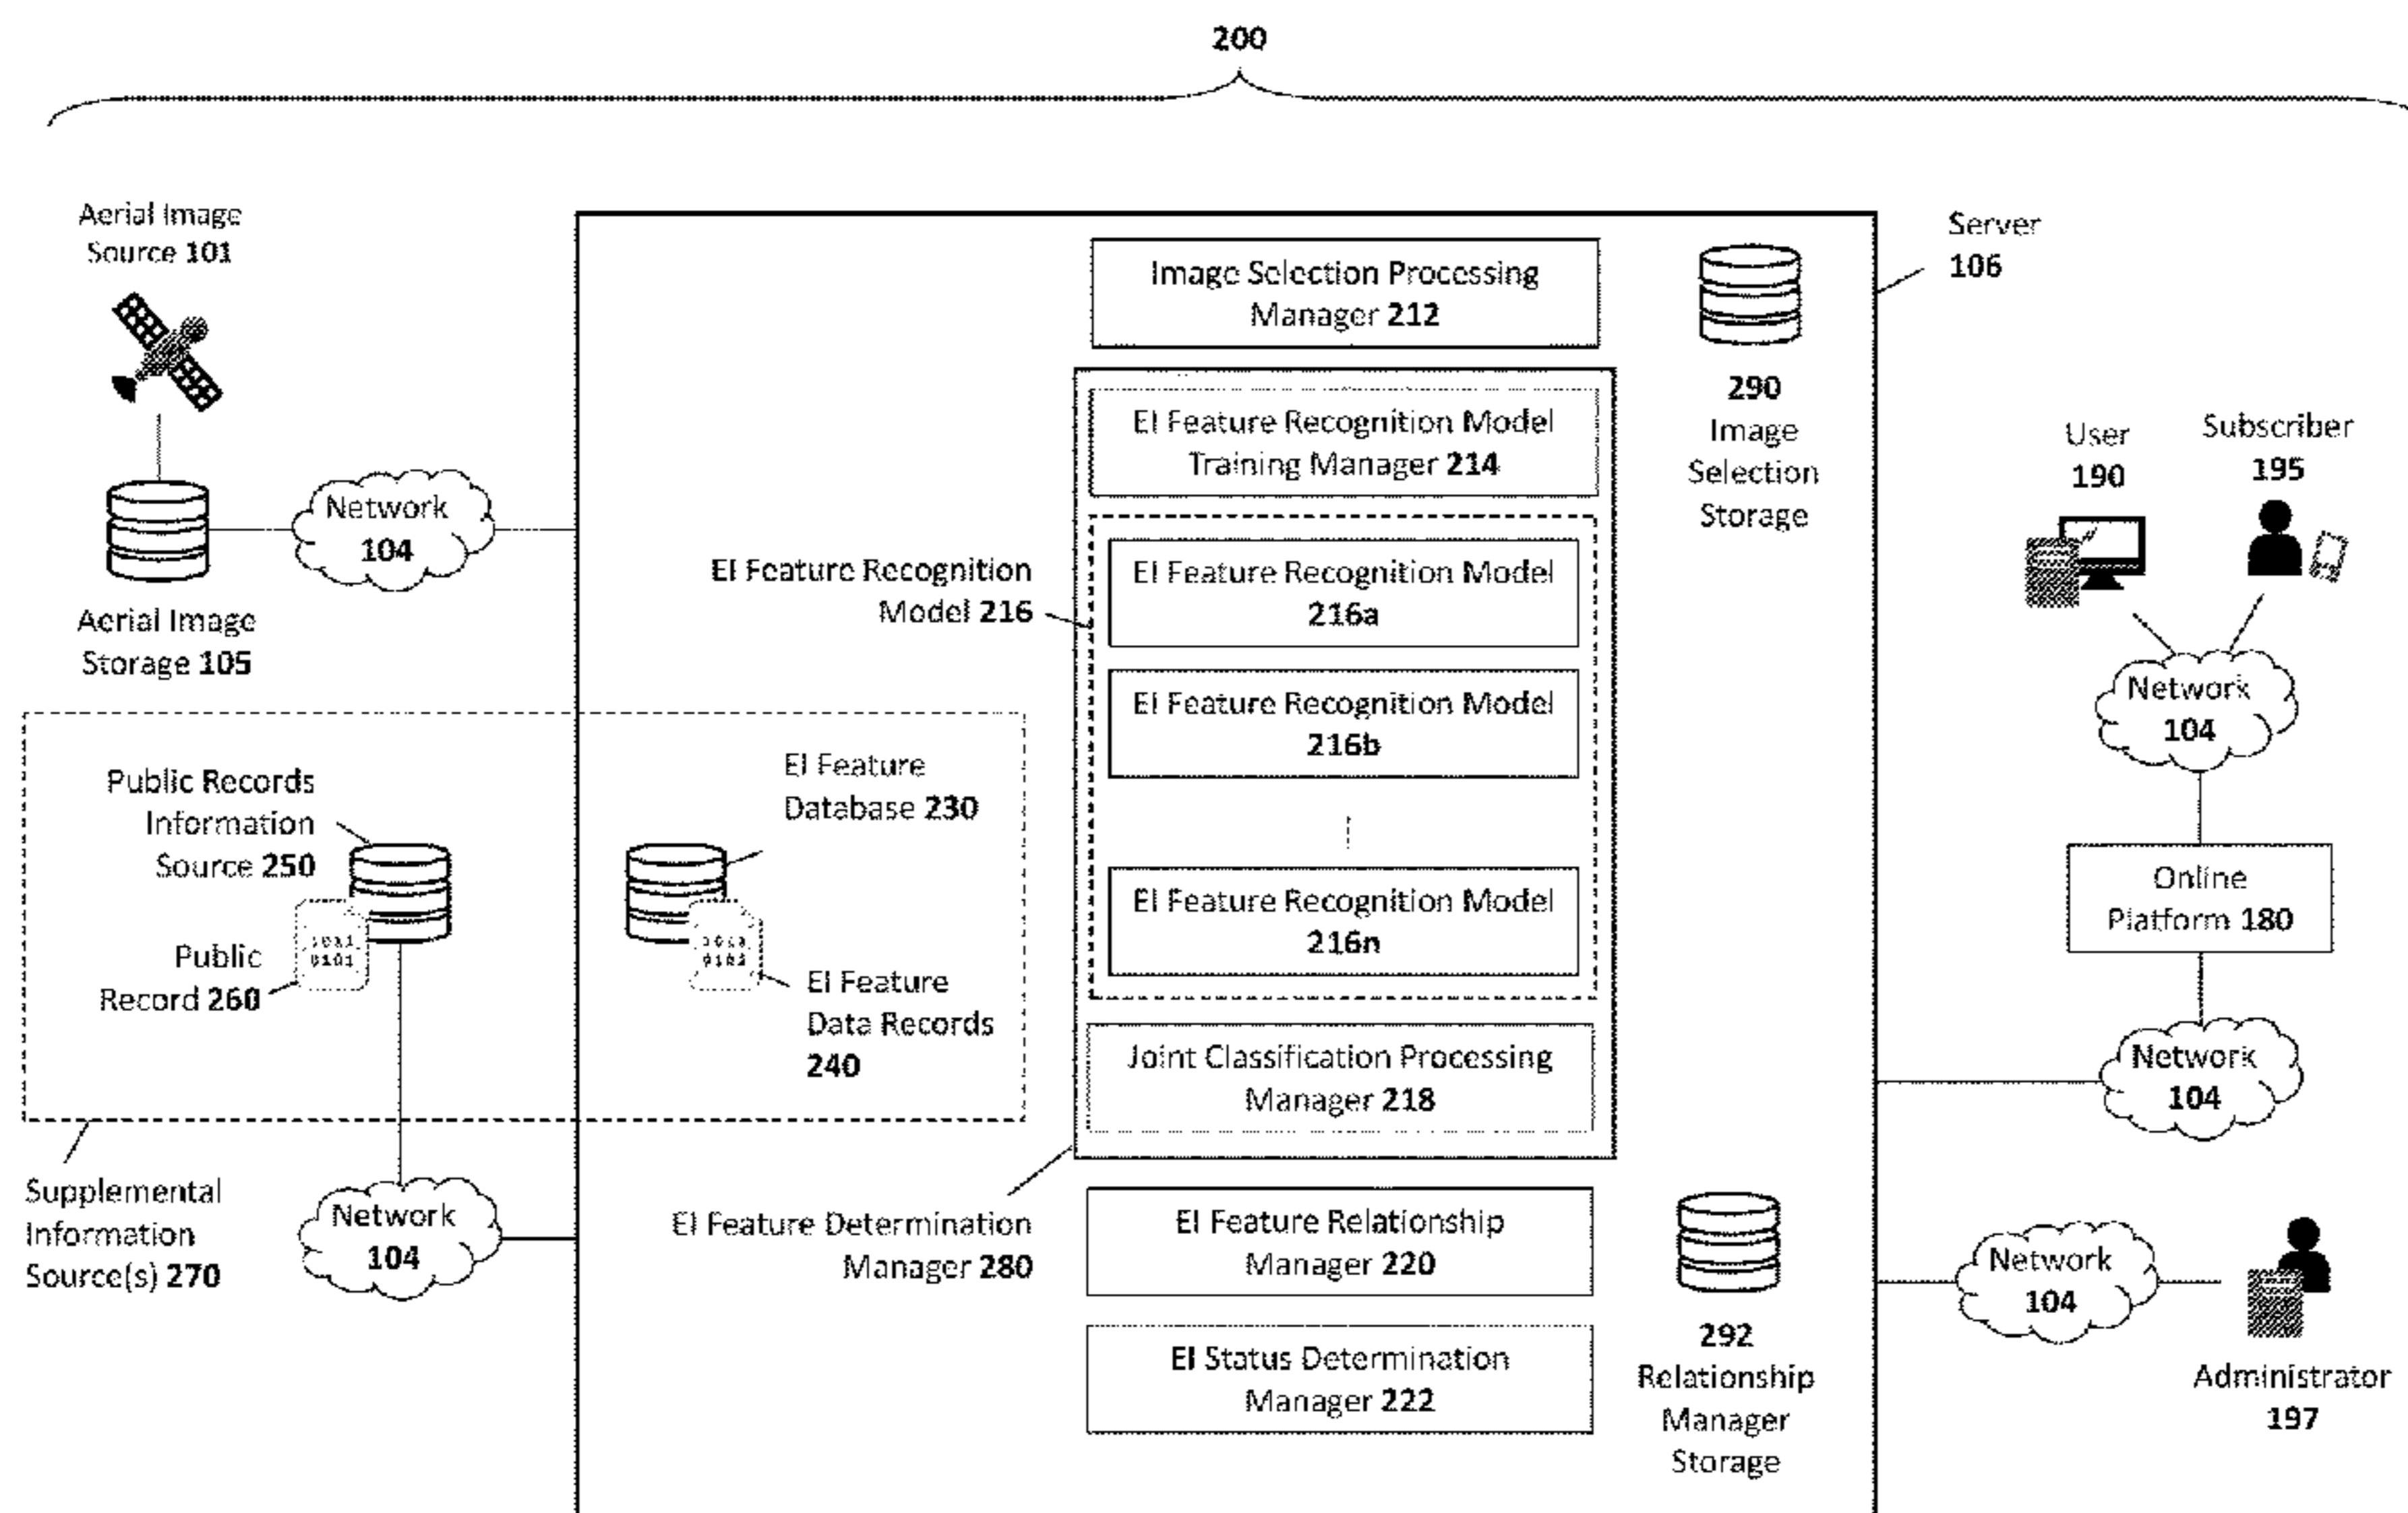 200
Aerial Image
Source 101
Aerial Image
Storage 105
Network
104
Public Records
Information
Source 250
Public
Record 260
Supplemental
Information
Source(s) 270
Network
104
EI Feature
Database 230
EI Feature
Data Records
240
EI Feature Recognition
Model 216
EI Feature Determination
Manager 280
Image Selection Processing
Manager 212
EI Feature Recognition Model
Training Manager 214
EI Feature Recognition Model
216a
EI Feature Recognition Model
216b
EI Feature Recognition Model
216n
Joint Classification Processing
Manager 218
EI Feature Relationship
Manager 220
EI Status Determination
Manager 222
290
Image
Selection
Storage
292
Relationship
Manager
Storage
Server
106
User
190
Subscriber
195
Network
104
Online
Platform 180
Network
104
Network
104
Administrator
197